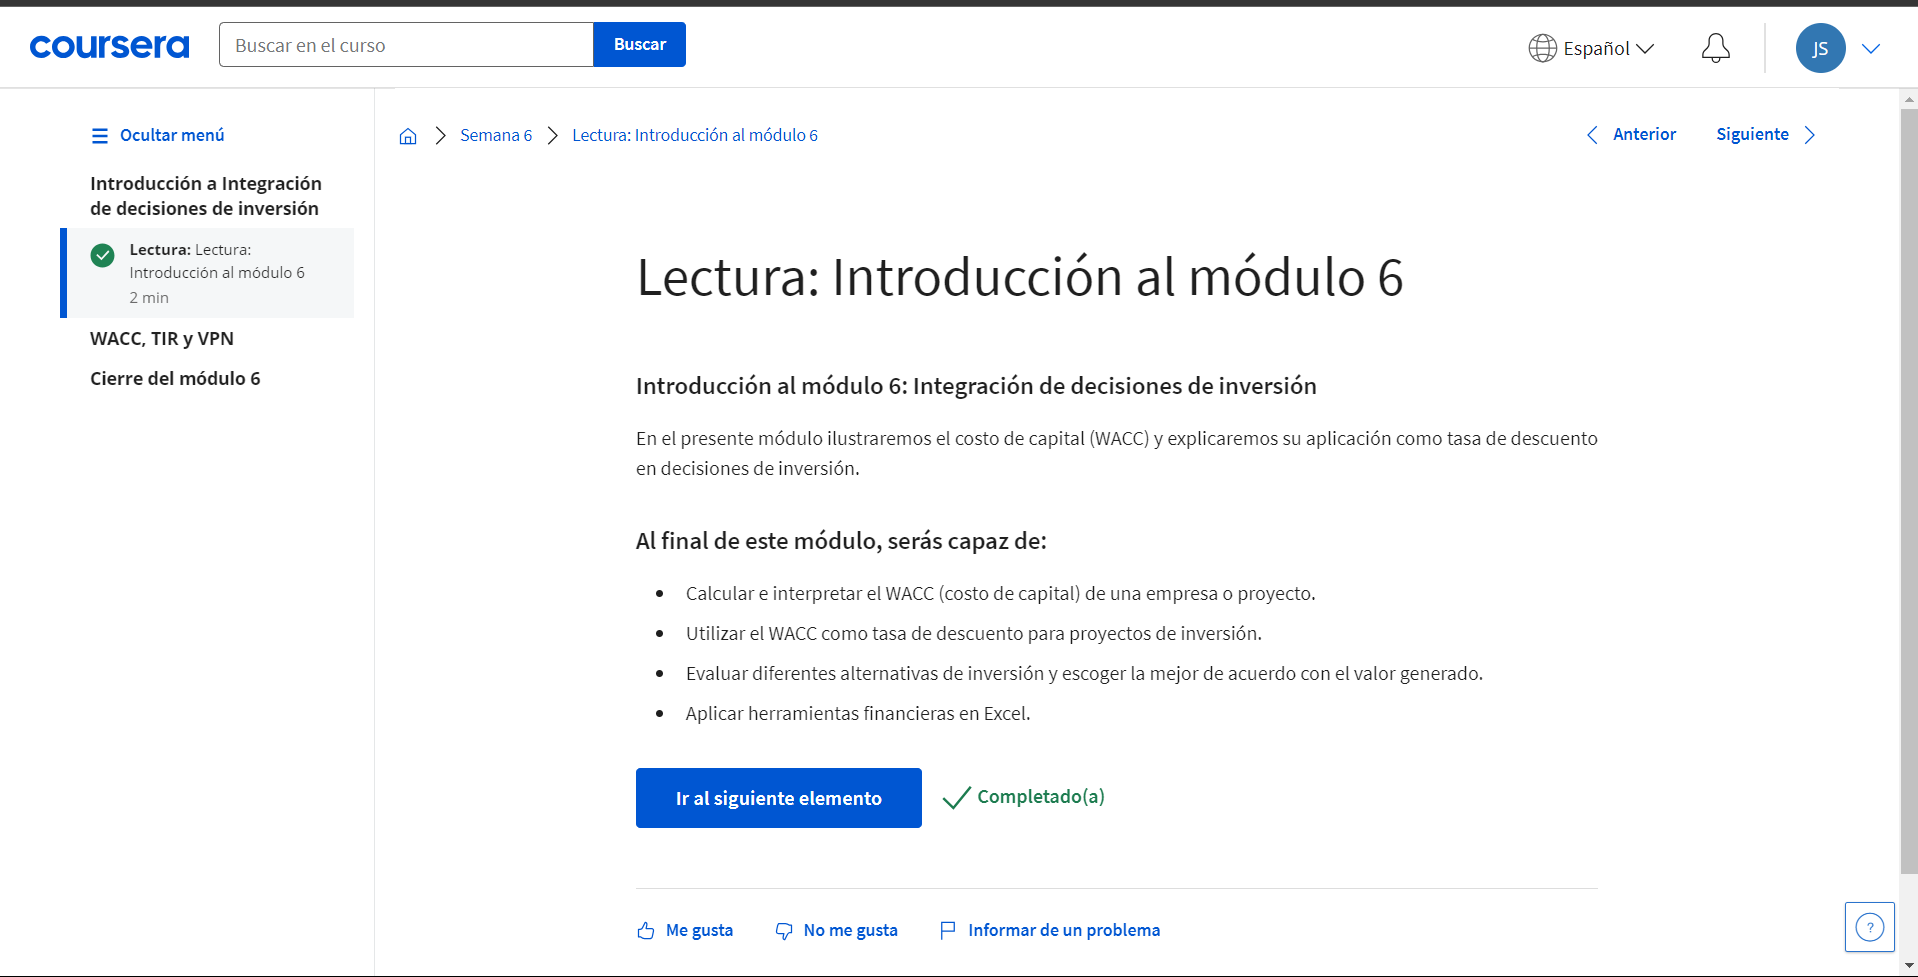 coursera
Buscar en el curso
Buscar
Español
JS
Ocultar menú
Introducción a Integración
de decisiones de inversión
Lectura: Lectura:
Introducción al módulo 6
2 min
WACC, TIR y VPN
Cierre del módulo 6
Semana 6
Lectura: Introducción al módulo 6
Anterior
Siguiente
Lectura: Introducción al módulo 6
Introducción al módulo 6: Integración de decisiones de inversión
En el presente módulo ilustraremos el costo de capital (WACC) y explicaremos su aplicación como tasa de descuento
en decisiones de inversión.
Al final de este módulo, serás capaz de:
• Calcular e interpretar el WACC (costo de capital) de una empresa o proyecto.
• Utilizar el WACC como tasa de descuento para proyectos de inversión.
• Evaluar diferentes alternativas de inversión y escoger la mejor de acuerdo con el valor generado.
• Aplicar herramientas financieras en Excel.
Ir al siguiente elemento
Completado(a)
Me gusta
No me gusta
Informar de un problema
?